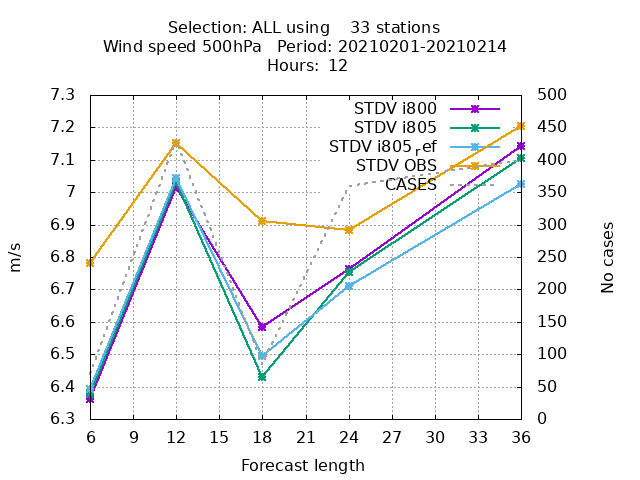 Selection: ALL using 33 stations
Wind speed 500hPa Period: 20210201-20210214
Hours: 12
7.3
7.2
7.1
7
6.9
6.8
6.7
6.6
6.5
6.4
6.3
m/s
STDV i800
STDV i805
STDV i805ref
STDV OBS
CASES
500
450
400
350
300
250
200
150
100
50
0
No cases
6 9 12 15 18 21 24 27 30 33 36
Forecast length